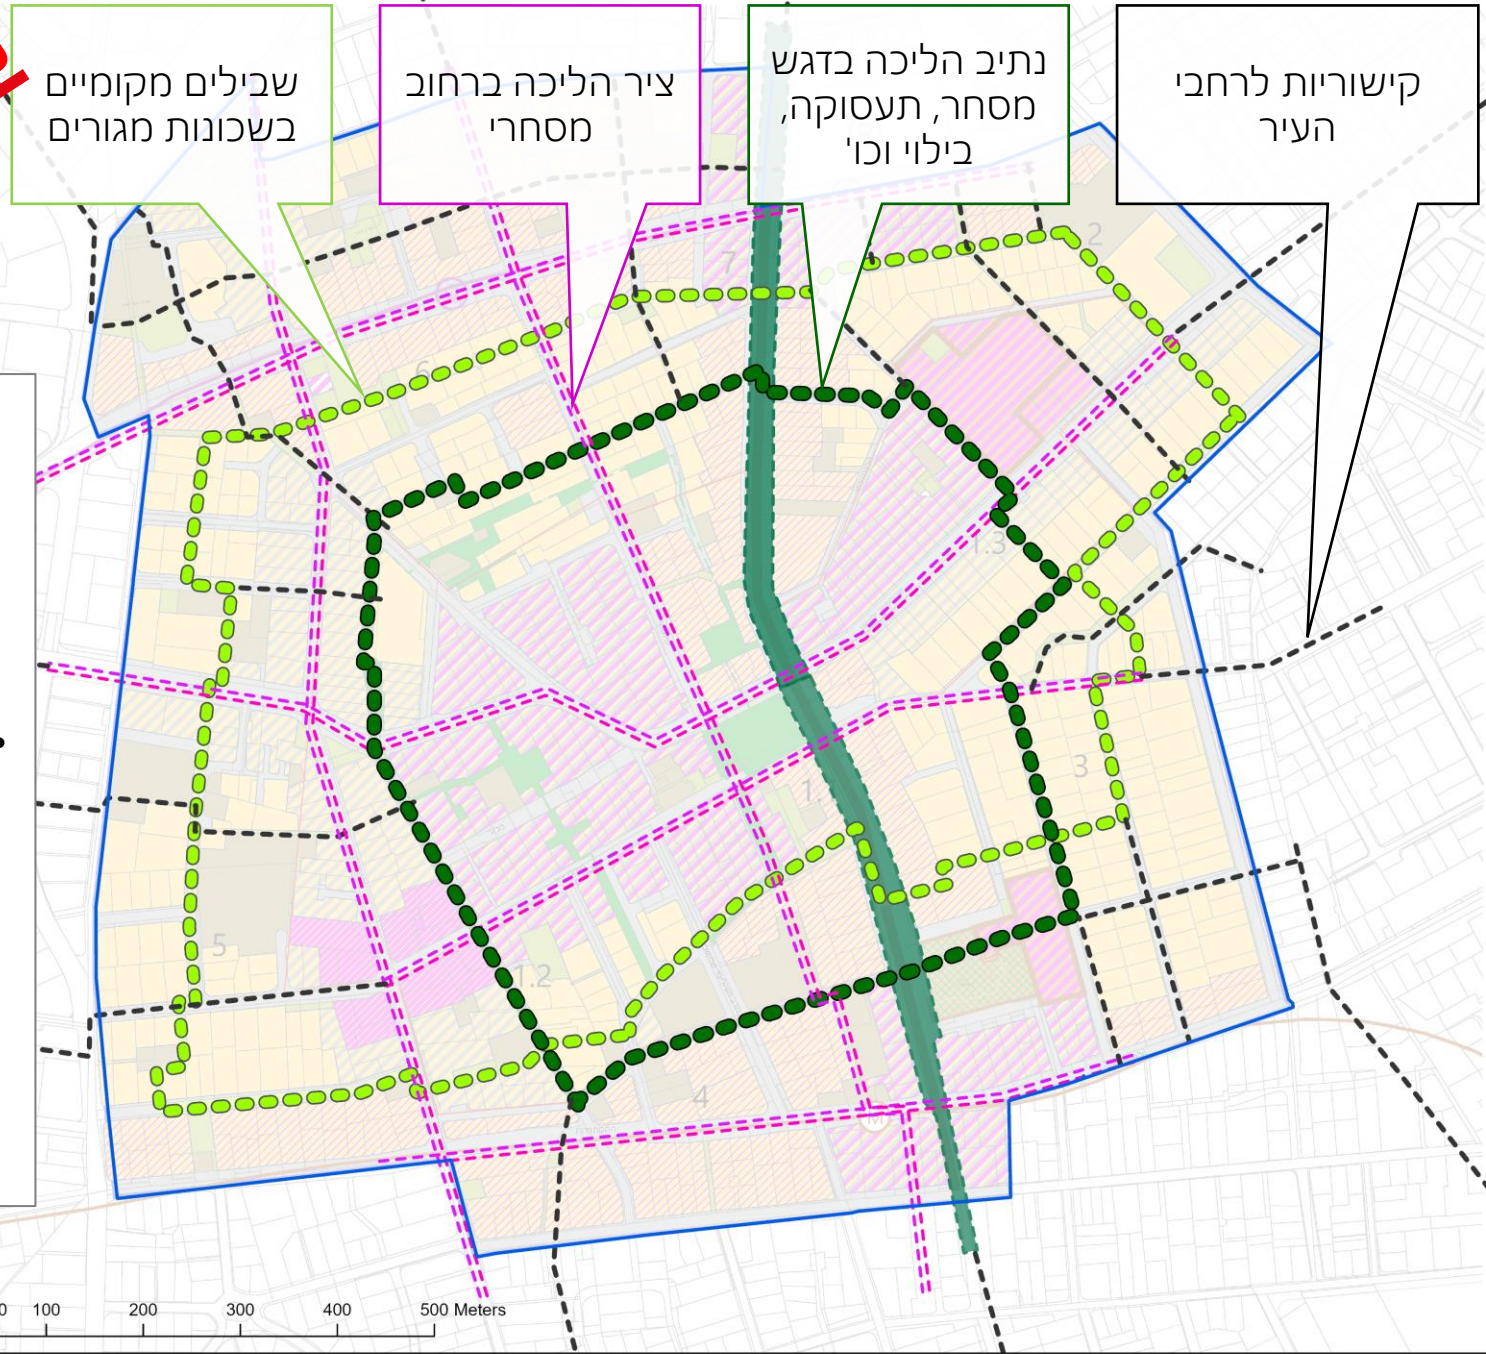 קישוריות לרחבי
העיר
נתיב הליכה בדגש
מסחר, תעסוקה,
בילוי וכו'
ציר הליכה ברחוב
מסחרי
שבילים מקומיים
בשכונות מגורים
2
7
6
1.3
3
1.
5
1.2
4
M
0 100 200 300 400 500 Meters